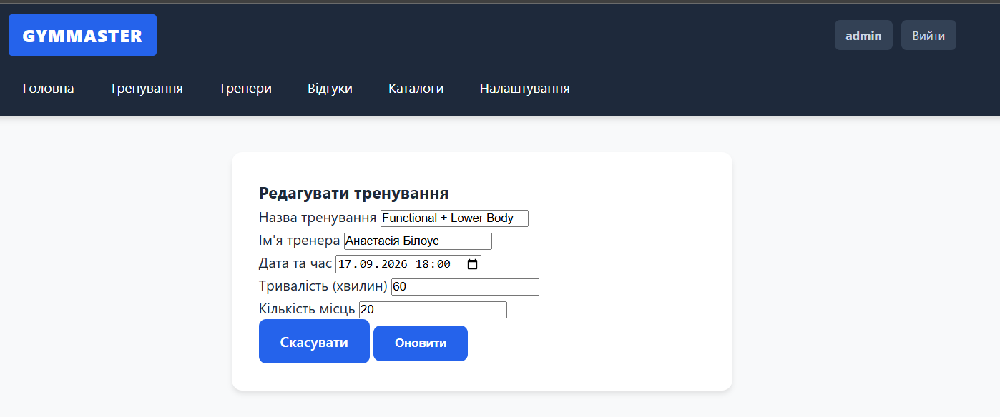 GYMMASTER
admin Вийти
Головна Тренування Тренери Відгуки Каталоги Налаштування
Редагувати тренування
Назва тренування Functional + Lower Body
Ім'я тренера Анастасія Білоус
Дата та час 17.09.2026 18:00
Тривалість (хвилин) 60
Кількість місць 20
Скасувати Оновити